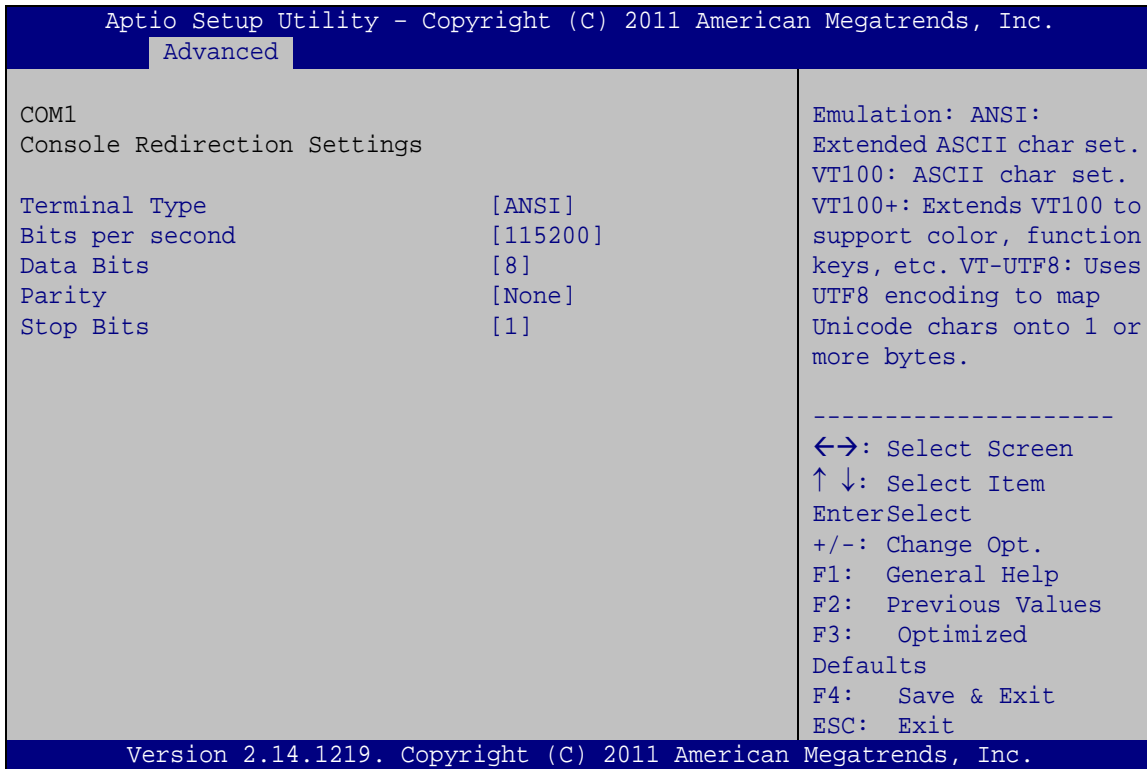 Aptio Setup Utility – Copyright (C) 2011 American Megatrends, Inc.
Advanced
COM1
Console Redirection Settings
Terminal Type [ANSI]
Bits per second [115200]
Data Bits [8]
Parity [None]
Stop Bits [1]
Emulation: ANSI:
Extended ASCII char set.
VT100: ASCII char set.
VT100+: Extends VT100 to
support color, function
keys, etc. VT-UTF8: Uses
UTF8 encoding to map
Unicode chars onto 1 or
more bytes.
---------------------
←→: Select Screen
↑ ↓: Select Item
EnterSelect
+/-: Change Opt.
F1: General Help
F2: Previous Values
F3: Optimized
Defaults
F4: Save & Exit
ESC: Exit
Version 2.14.1219. Copyright (C) 2011 American Megatrends, Inc.